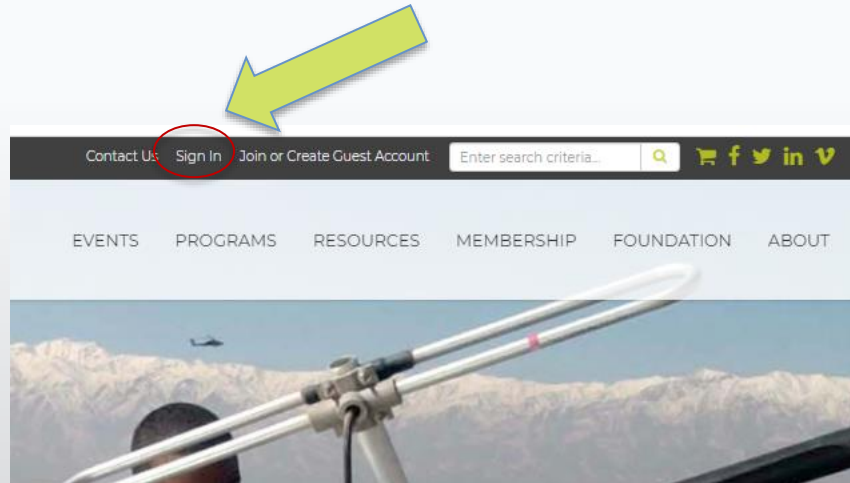 Contact Us Sign In Join or Create Guest Account Enter search criteria...
EVENTS PROGRAMS RESOURCES MEMBERSHIP FOUNDATION ABOUT